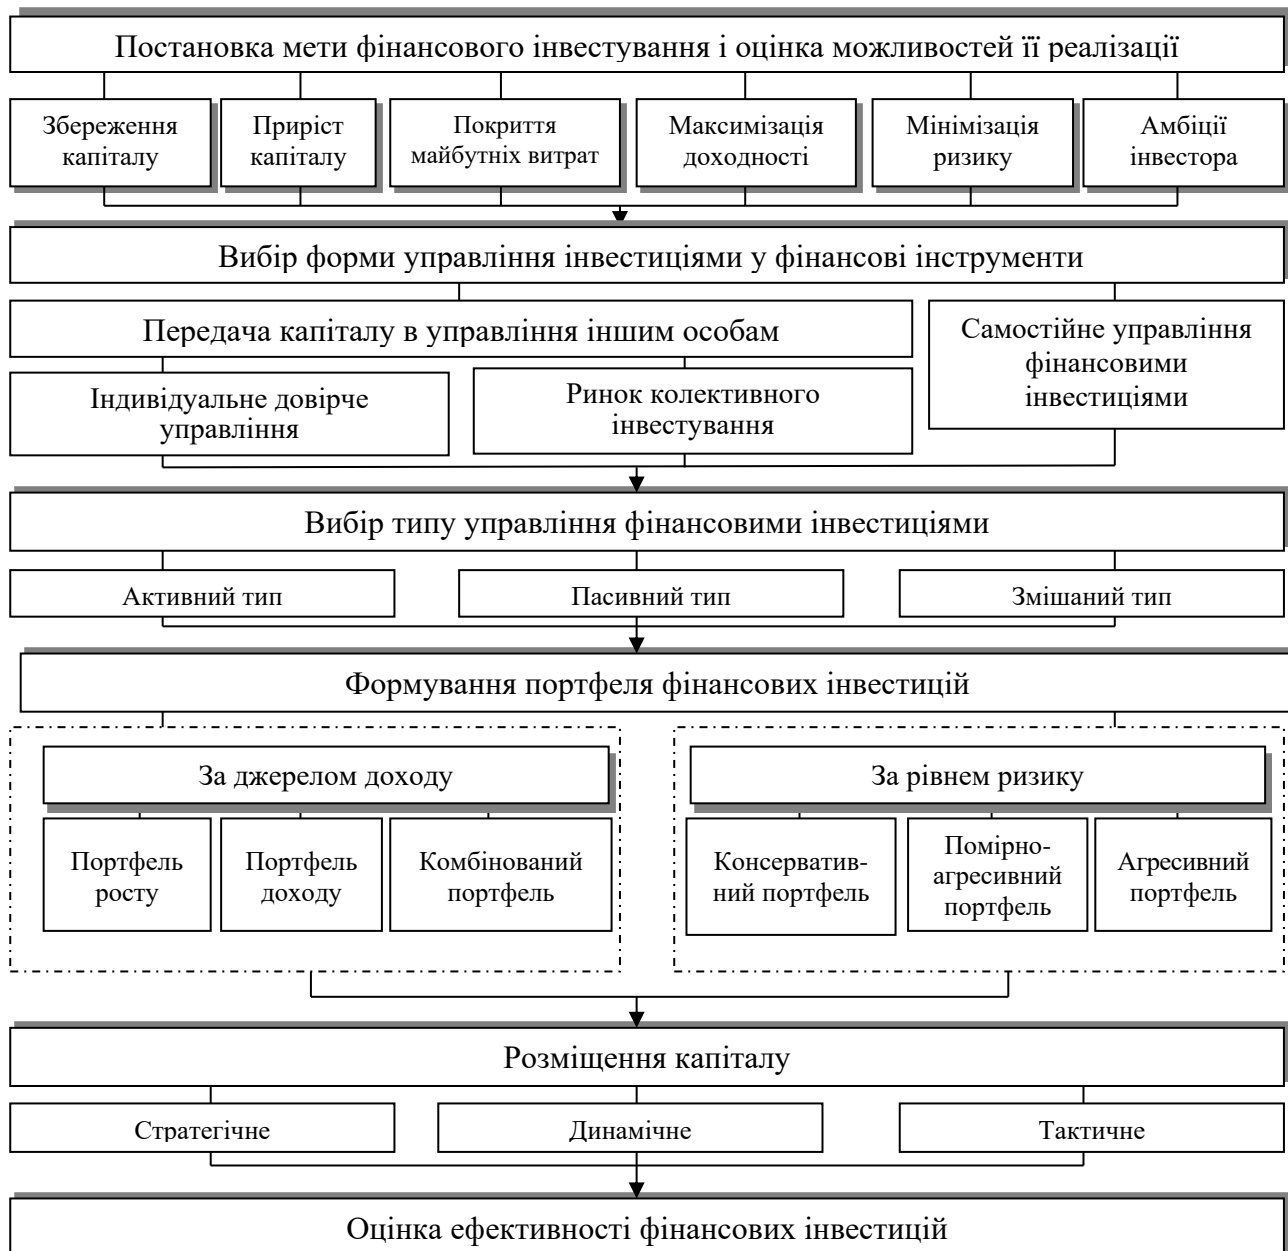 Постановка мети фінансового інвестування і оцінка можливостей її реалізації
Збереження
капіталу
Приріст
капіталу
Покриття
майбутніх витрат
Максимізація
доходності
Мінімізація
ризику
Амбіції
інвестора
Вибір форми управління інвестиціями у фінансові інструменти
Передача капіталу в управління іншим особам
Самостійне управління
фінансовими
інвестиціями
Індивідуальне довірче
управління
Ринок колективного
інвестування
Вибір типу управління фінансовими інвестиціями
Активний тип
Пасивний тип
Змішаний тип
Формування портфеля фінансових інвестицій
За джерелом доходу
Портфель
росту
Портфель
доходу
Комбінований
портфель
За рівнем ризику
Консерватив-
ний портфель
Помірно-
агресивний
портфель
Агресивний
портфель
Розміщення капіталу
Стратегічне
Динамічне
Тактичне
Оцінка ефективності фінансових інвестицій